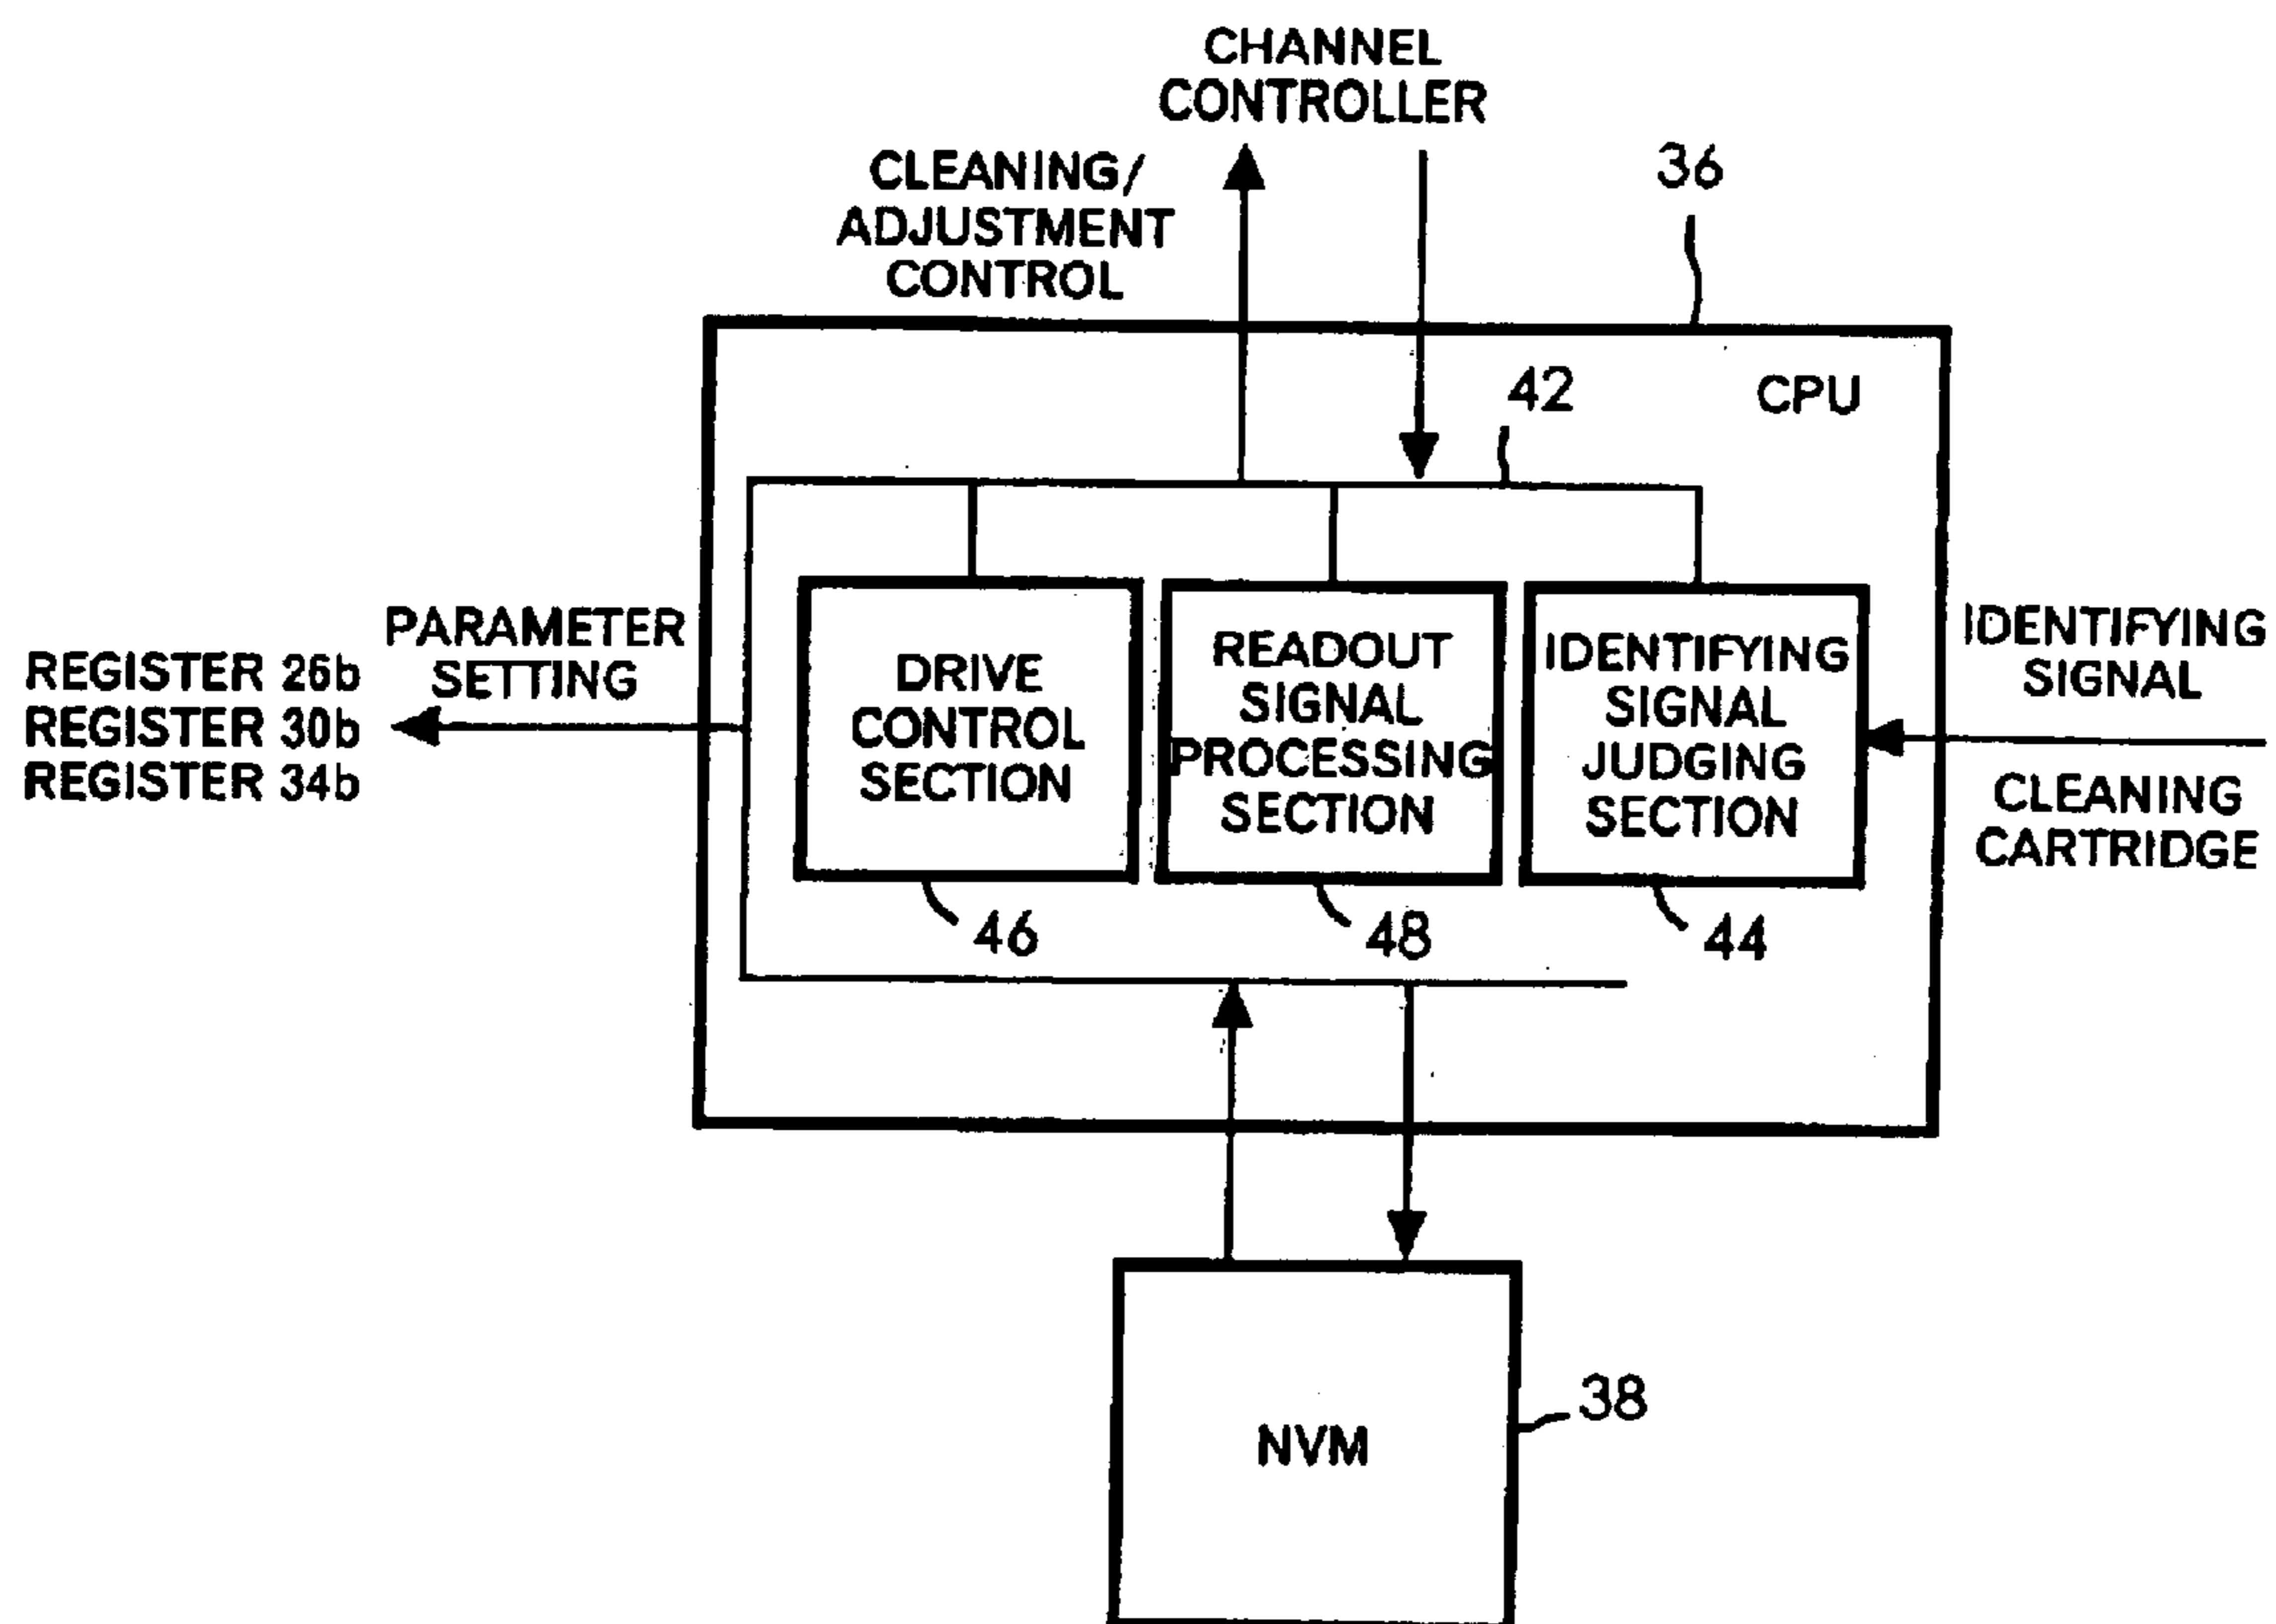 CHANNEL
CONTROLLER
CLEANING/
ADJUSTMENT
CONTROL
36
42
CPU
PARAMETER
SETTING
REGISTER 26b
REGISTER 30b
REGISTER 34b
DRIVE
CONTROL
SECTION
READOUT
SIGNAL
PROCESSING
SECTION
IDENTIFYING
SIGNAL
JUDGING
SECTION
IDENTIFYING
SIGNAL
CLEANING
CARTRIDGE
46
48
44
NVM
38